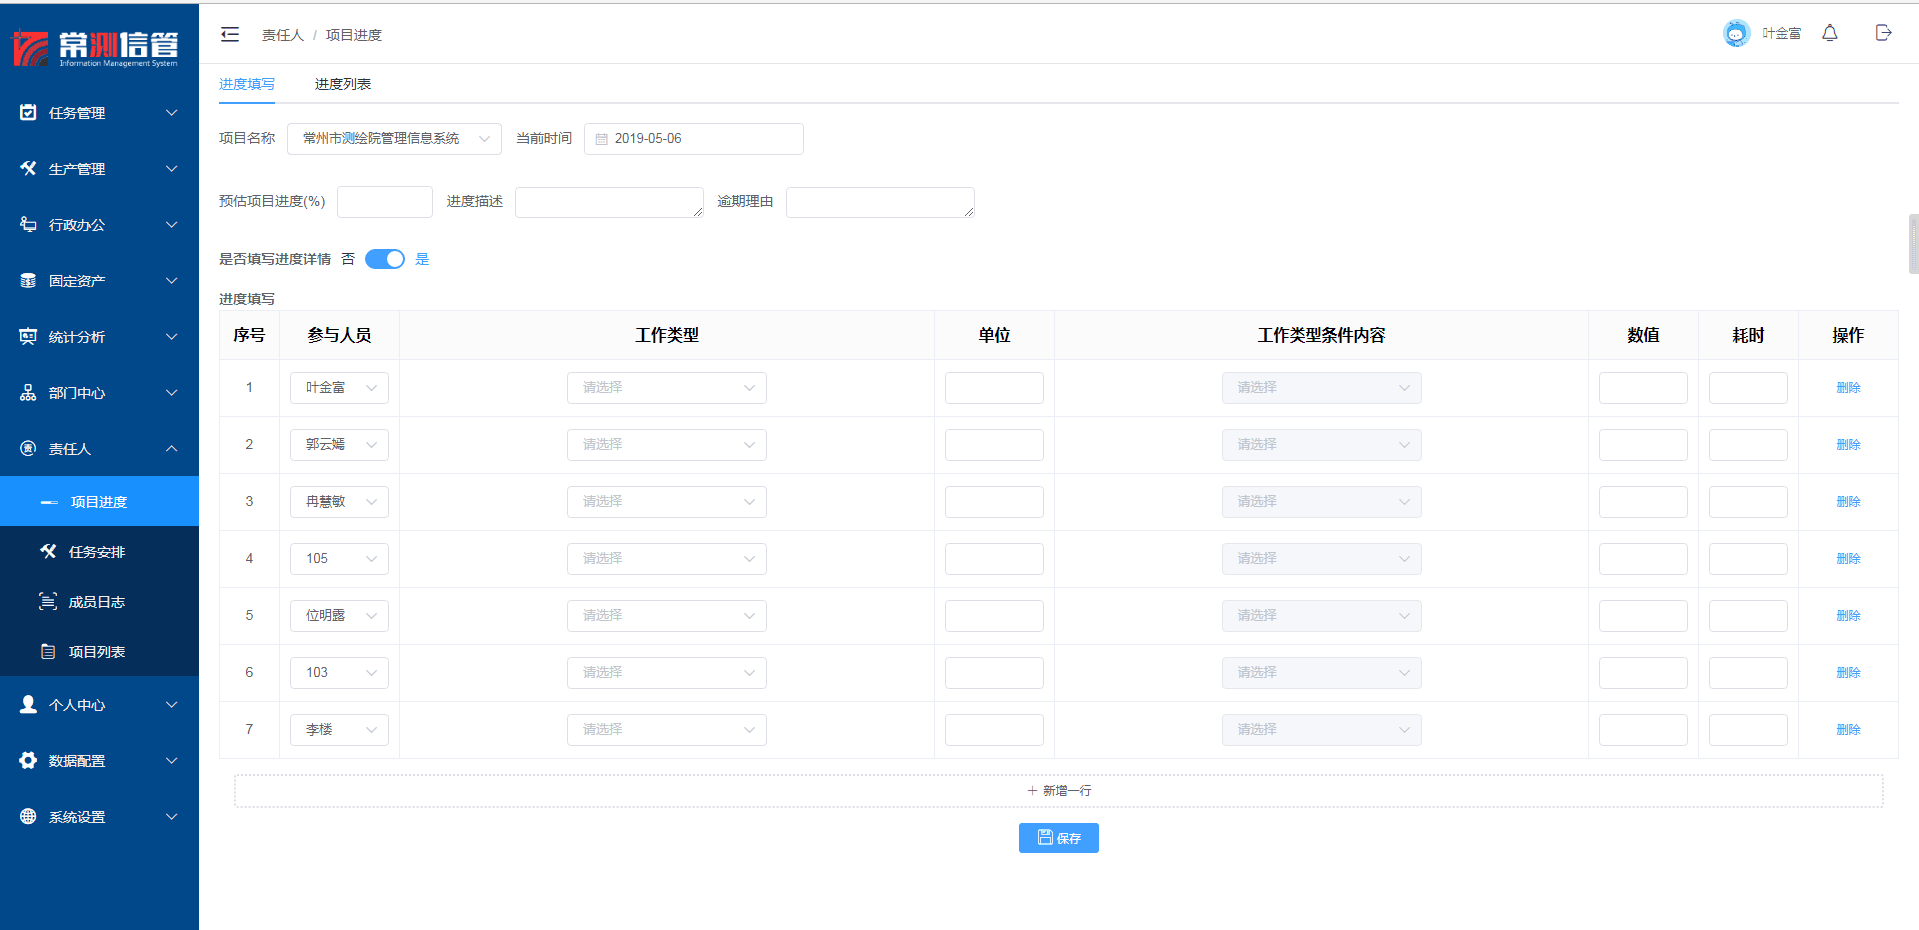 常测信管
Information Management System
任务管理
生产管理
行政办公
固定资产
统计分析
部门中心
责任人
项目进度
任务安排
成员日志
项目列表
个人中心
数据配置
系统设置
责任人 / 项目进度
叶金富
进度填写 进度列表
项目名称 常州市测绘院管理信息系统 当前时间 2019-05-06
预估项目进度(%) 进度描述 逾期理由
是否填写进度详情 否 是
进度填写
序号 参与人员 工作类型 单位 工作类型条件内容 数值 耗时 操作
1 叶金富 请选择 请选择 删除
2 郭云嫣 请选择 请选择 删除
3 冉慧敏 请选择 请选择 删除
4 105 请选择 请选择 删除
5 位明露 请选择 请选择 删除
6 103 请选择 请选择 删除
7 李楼 请选择 请选择 删除
+ 新增一行
保存